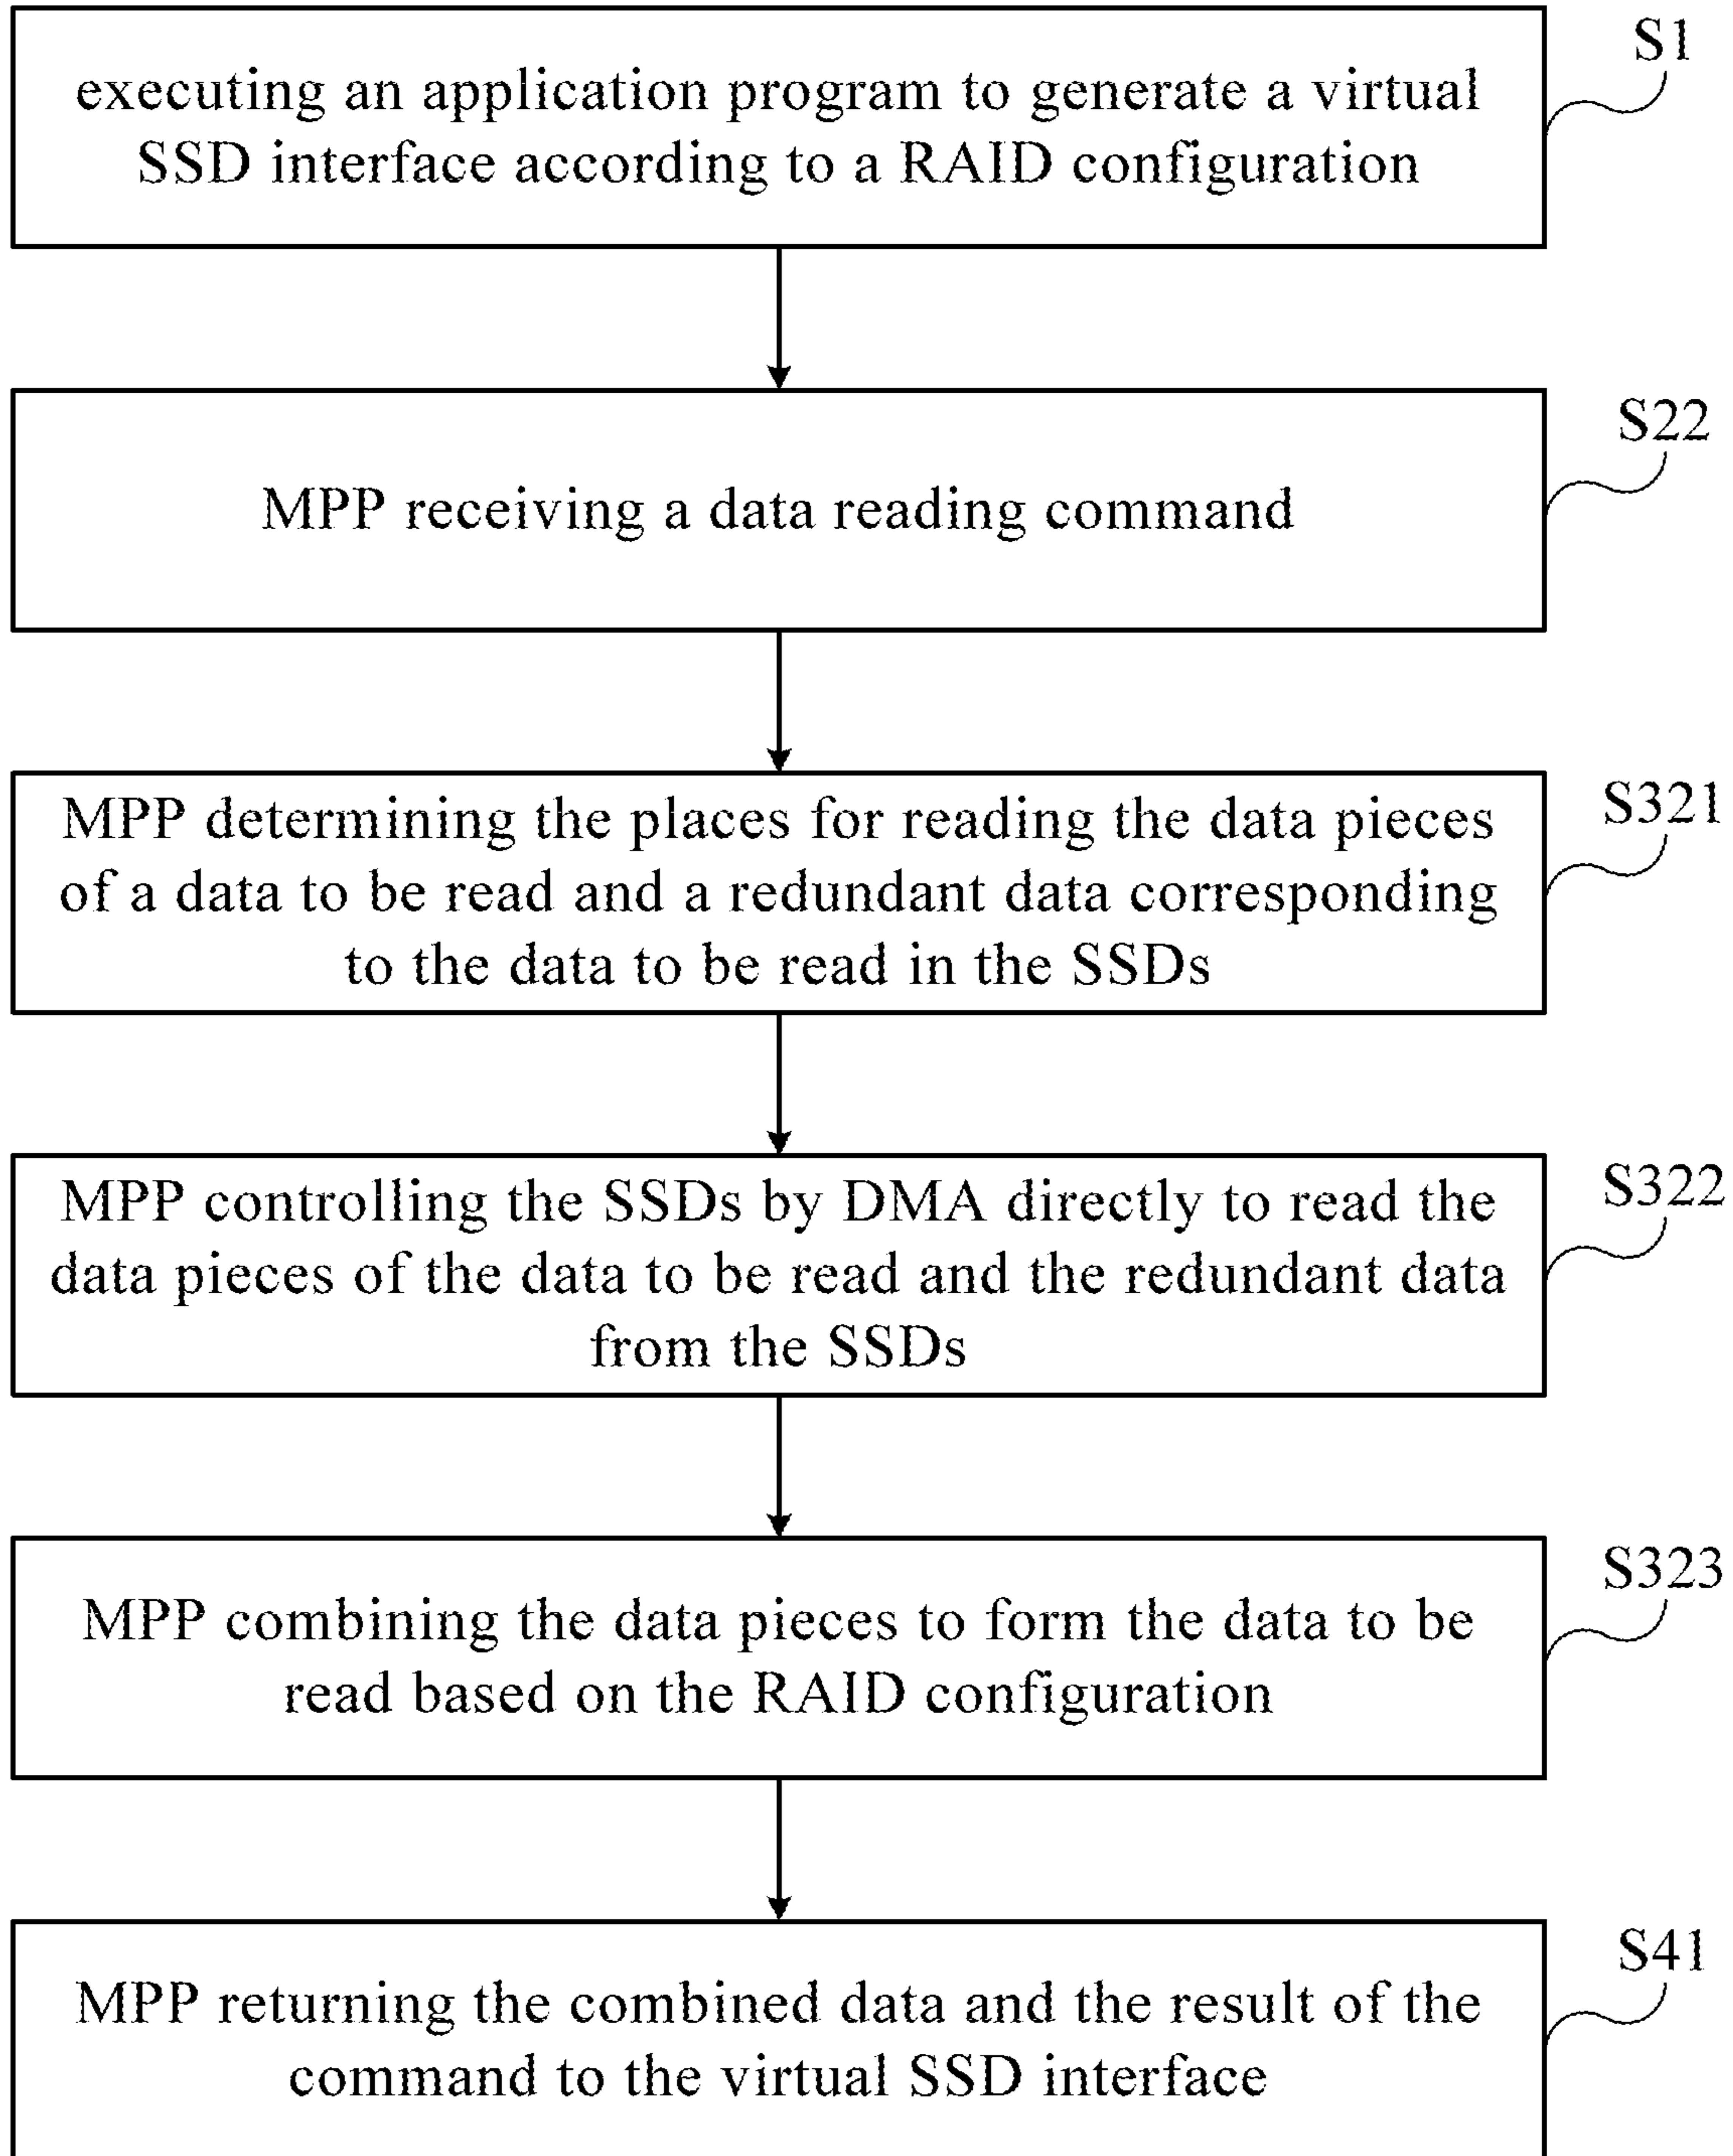 executing an application program to generate a virtual
SSD interface according to a RAID configuration
S1
MPP receiving a data reading command
S22
MPP determining the places for reading the data pieces
of a data to be read and a redundant data corresponding
to the data to be read in the SSDs
S321
MPP controlling the SSDs by DMA directly to read the
data pieces of the data to be read and the redundant data
from the SSDs
S322
MPP combining the data pieces to form the data to be
read based on the RAID configuration
S323
MPP returning the combined data and the result of the
command to the virtual SSD interface
S41